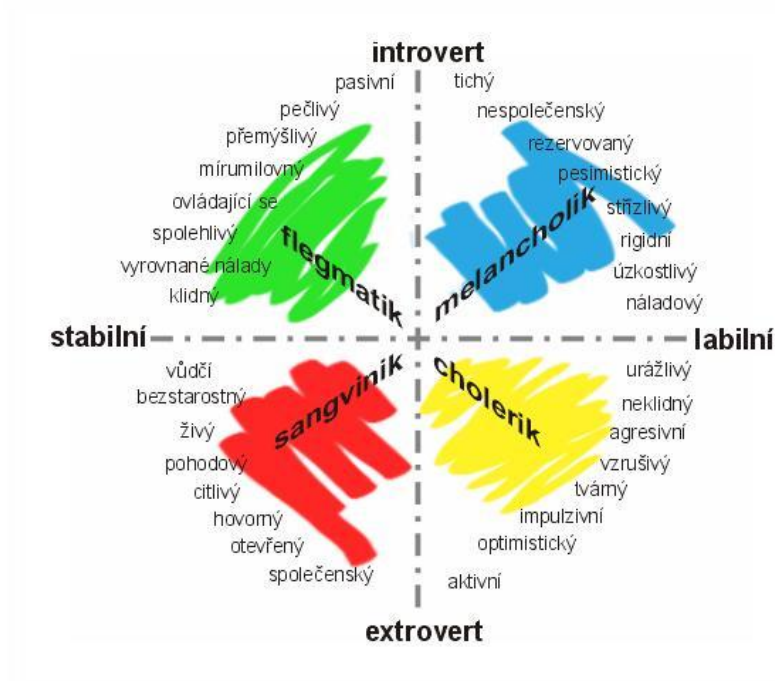 introvert
pasivní
pečlivý
přemýšlivý
mírumilovný
ovládající se
spolehlivý
vyrovnané nálady
klidný
flegmatik
tichý
nespolečenský
rezervovaný
pesimistický
střízlivý
rigidní
úzkostlivý
náladový
melancholik
stabilní
labilní
vůdčí
bezstarostný
živý
pohodový
citlivý
hovorný
otevřený
společenský
sangvinik
cholerik
urážlivý
neklidný
agresivní
vzrušivý
tvárný
impulzivní
optimistický
aktivní
extrovert